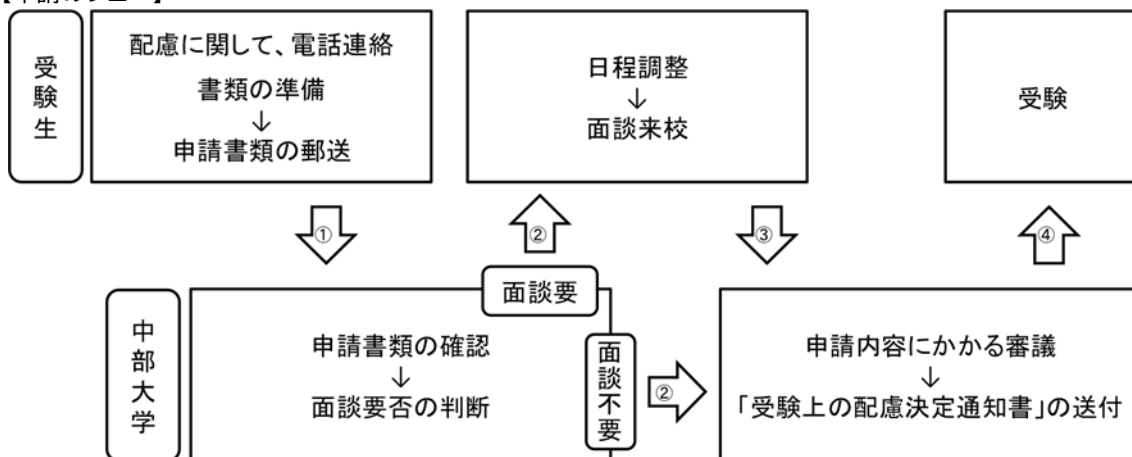 受験生
配慮に関して、電話連絡
書類の準備
↓
申請書類の郵送
日程調整
↓
面談来校
受験
①
②
③
④
中部大学
面談要
申請書類の確認
↓
面談要否の判断
面談不要
②
申請内容にかかる審議
↓
「受験上の配慮決定通知書」の送付